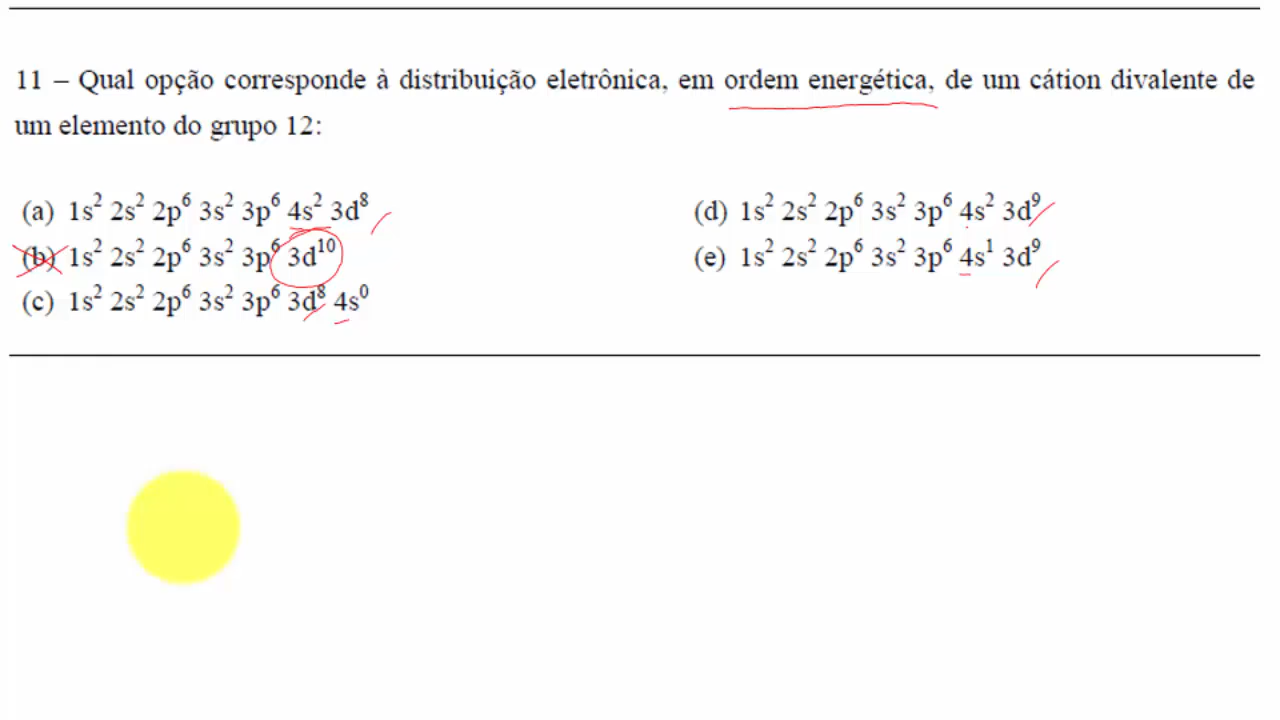 11 – Qual opção corresponde à distribuição eletrônica, em ordem energética, de um cátion divalente de
um elemento do grupo 12:
(a) 1s² 2s² 2p⁶ 3s² 3p⁶ 4s² 3d⁸
(b) 1s² 2s² 2p⁶ 3s² 3p⁶ 3d¹⁰
(c) 1s² 2s² 2p⁶ 3s² 3p⁶ 3d⁸ 4s⁰
(d) 1s² 2s² 2p⁶ 3s² 3p⁶ 4s² 3d⁹
(e) 1s² 2s² 2p⁶ 3s² 3p⁶ 4s¹ 3d⁹